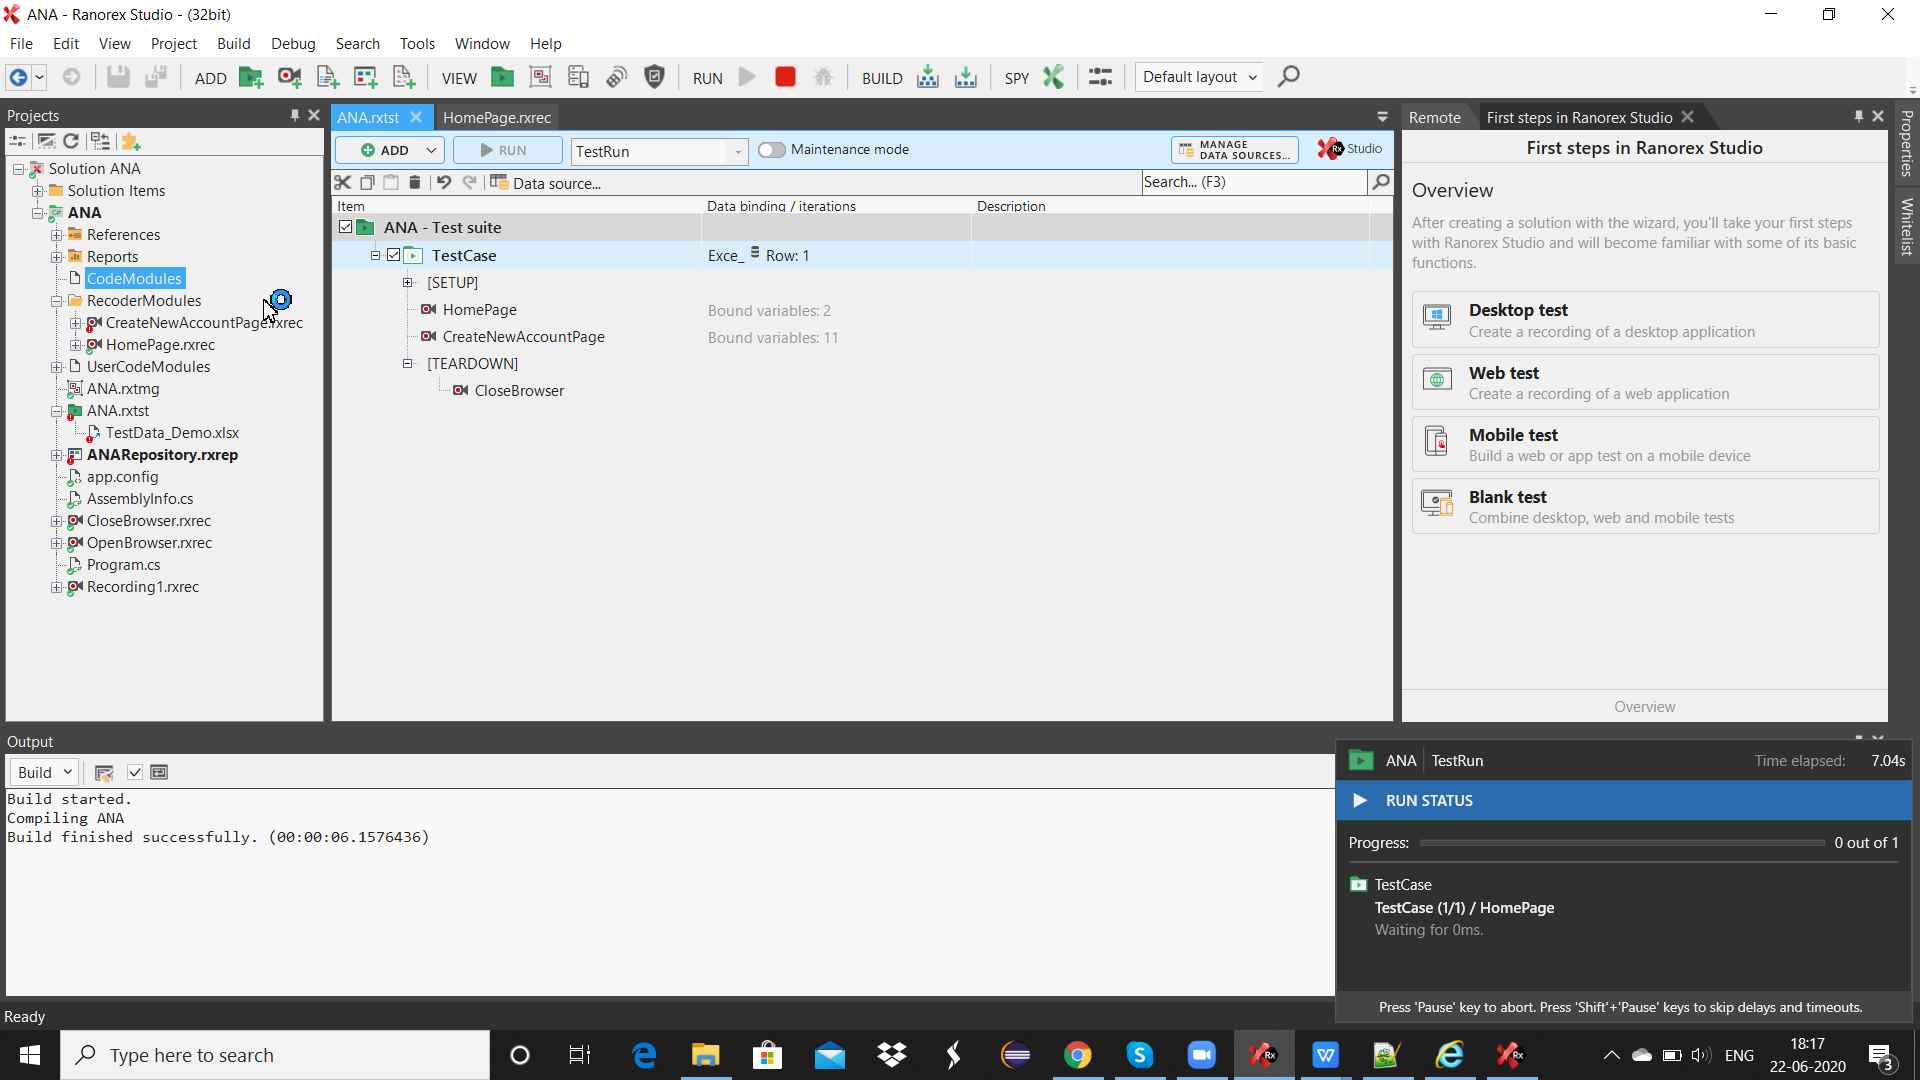 ANA - Ranorex Studio - (32bit)
File Edit View Project Build Debug Search Tools Window Help
ADD VIEW RUN BUILD SPY Default layout
Projects
Solution ANA
Solution Items
ANA
References
Reports
CodeModules
RecoderModules
CreateNewAccountPage.rxrec
HomePage.rxrec
UserCodeModules
ANA.rxtmg
ANA.rxtst
TestData_Demo.xlsx
ANARepository.rxrep
app.config
AssemblyInfo.cs
CloseBrowser.rxrec
OpenBrowser.rxrec
Program.cs
Recording1.rxrec
ANA.rxtst HomePage.rxrec
ADD RUN TestRun Maintenance mode MANAGE DATA SOURCES... Rx Studio
Data source... Search... (F3)
Item Data binding / iterations Description
ANA - Test suite
TestCase Exce_ Row: 1
[SETUP]
HomePage Bound variables: 2
CreateNewAccountPage Bound variables: 11
[TEARDOWN]
CloseBrowser
Remote First steps in Ranorex Studio
First steps in Ranorex Studio
Overview
After creating a solution with the wizard, you'll take your first steps
with Ranorex Studio and will become familiar with some of its basic
functions.
Desktop test
Create a recording of a desktop application
Web test
Create a recording of a web application
Mobile test
Build a web or app test on a mobile device
Blank test
Combine desktop, web and mobile tests
Overview
Properties
Whitelist
Output
Build
Build started.
Compiling ANA
Build finished successfully. (00:00:06.1576436)
ANA TestRun Time elapsed: 7.04s
RUN STATUS
Progress: 0 out of 1
TestCase
TestCase (1/1) / HomePage
Waiting for 0ms.
Press 'Pause' key to abort. Press 'Shift'+'Pause' keys to skip delays and timeouts.
Ready
Type here to search
ENG
18:17
22-06-2020
3